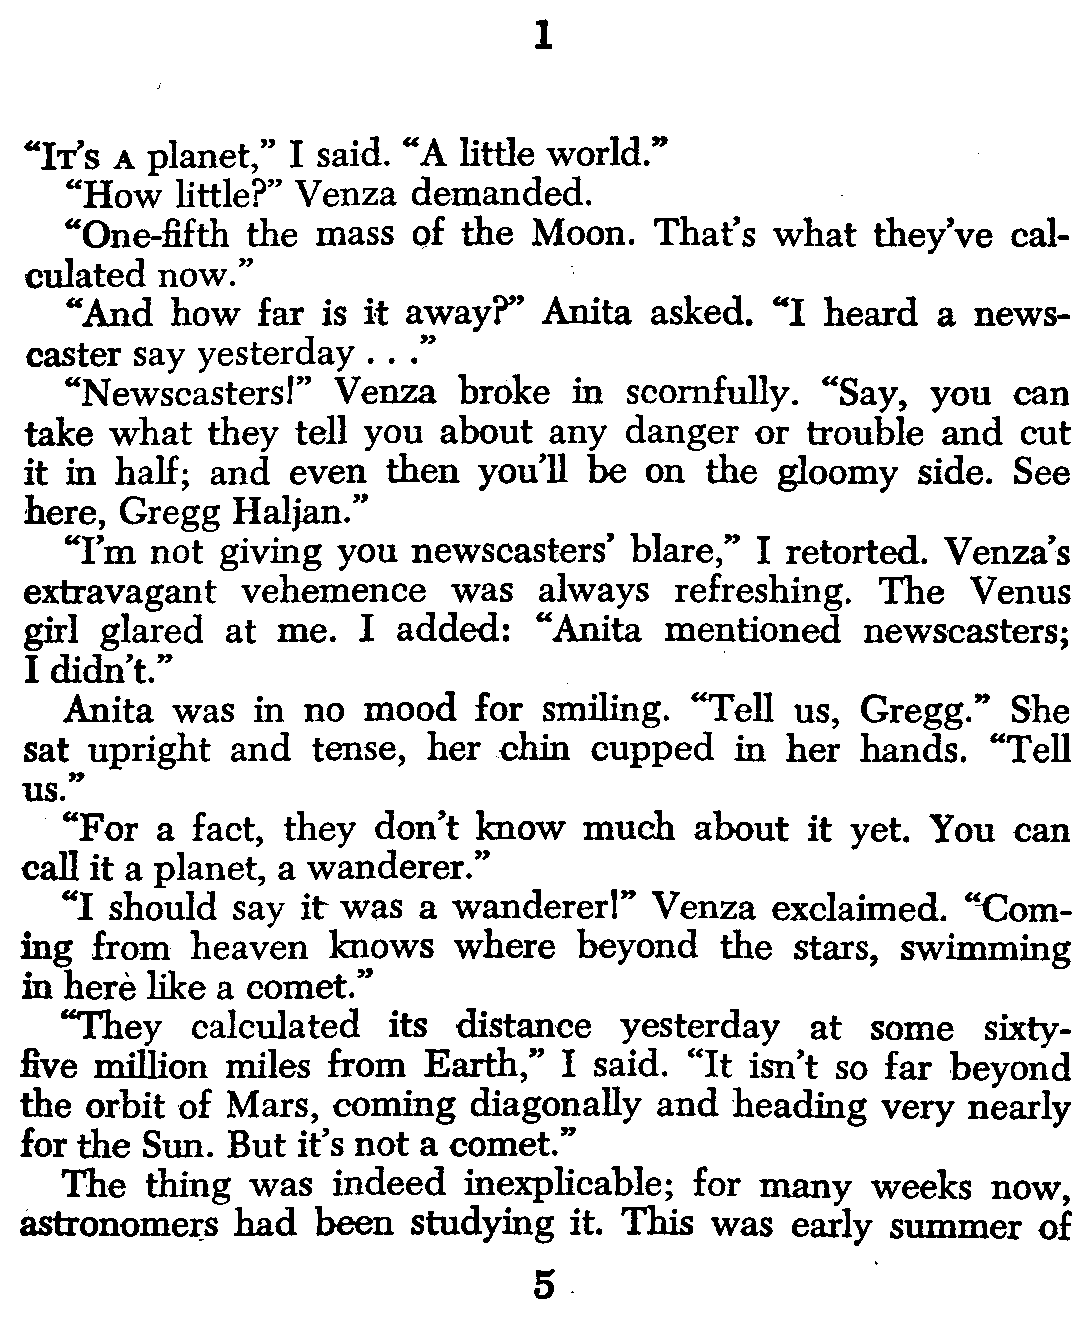 1
“IT’S A planet,” I said. “A little world.”
“How little?” Venza demanded.
“One-fifth the mass of the Moon. That’s what they’ve cal-
culated now.”
“And how far is it away?” Anita asked. “I heard a news-
caster say yesterday . . .”
“Newscasters!” Venza broke in scornfully. “Say, you can
take what they tell you about any danger or trouble and cut
it in half; and even then you’ll be on the gloomy side. See
here, Gregg Haljan.”
“I’m not giving you newscasters’ blare,” I retorted. Venza’s
extravagant vehemence was always refreshing. The Venus
girl glared at me. I added: “Anita mentioned newscasters;
I didn’t.”
Anita was in no mood for smiling. “Tell us, Gregg.” She
sat upright and tense, her chin cupped in her hands. “Tell
us.”
“For a fact, they don’t know much about it yet. You can
call it a planet, a wanderer.”
“I should say it was a wanderer!” Venza exclaimed. “Com-
ing from heaven knows where beyond the stars, swimming
in here like a comet.”
“They calculated its distance yesterday at some sixty-
five million miles from Earth,” I said. “It isn’t so far beyond
the orbit of Mars, coming diagonally and heading very nearly
for the Sun. But it’s not a comet.”
The thing was indeed inexplicable; for many weeks now,
astronomers had been studying it. This was early summer of
5